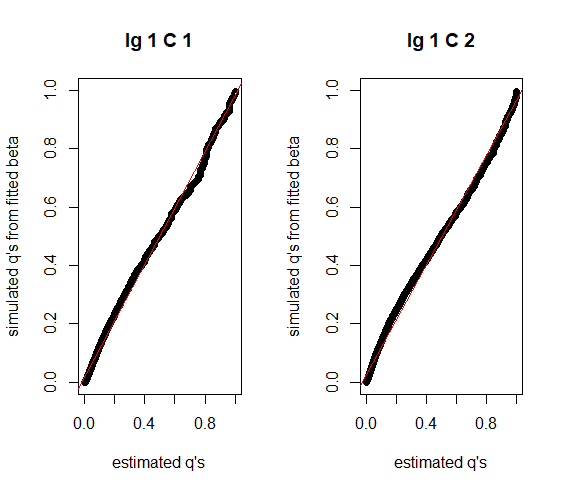 lg 1 C 1
simulated q's from fitted beta
0.0 0.2 0.4 0.6 0.8 1.0
0.0 0.4 0.8
estimated q's
lg 1 C 2
simulated q's from fitted beta
0.0 0.2 0.4 0.6 0.8 1.0
0.0 0.4 0.8
estimated q's